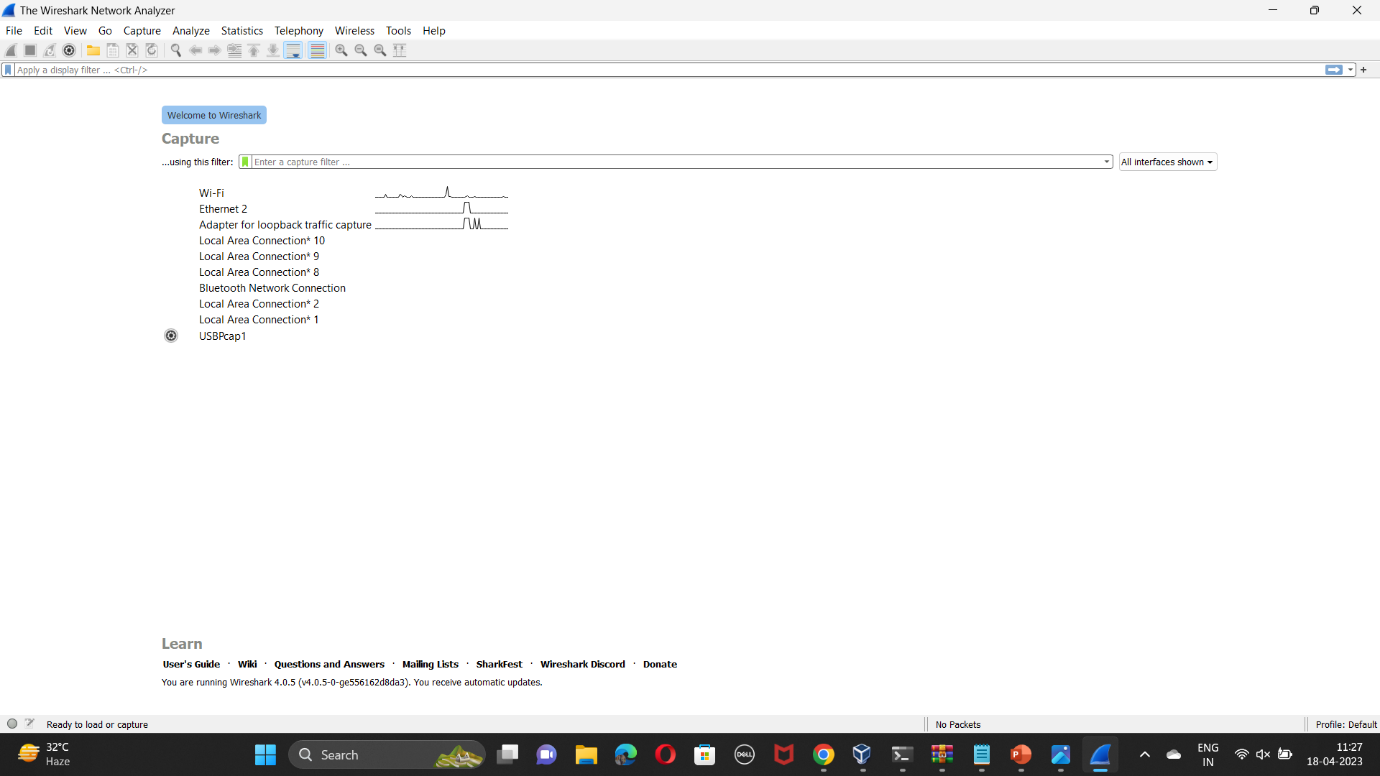 The Wireshark Network Analyzer
File Edit View Go Capture Analyze Statistics Telephony Wireless Tools Help
Apply a display filter ... <Ctrl-/>
Welcome to Wireshark
Capture
...using this filter: Enter a capture filter ... All interfaces shown
Wi-Fi
Ethernet 2
Adapter for loopback traffic capture
Local Area Connection* 10
Local Area Connection* 9
Local Area Connection* 8
Bluetooth Network Connection
Local Area Connection* 2
Local Area Connection* 1
USBPcap1
Learn
User's Guide · Wiki · Questions and Answers · Mailing Lists · SharkFest · Wireshark Discord · Donate
You are running Wireshark 4.0.5 (v4.0.5-0-ge556162d8da3). You receive automatic updates.
Ready to load or capture No Packets Profile: Default
32°C
Haze
Search
DELL
ENG
IN
11:27
18-04-2023